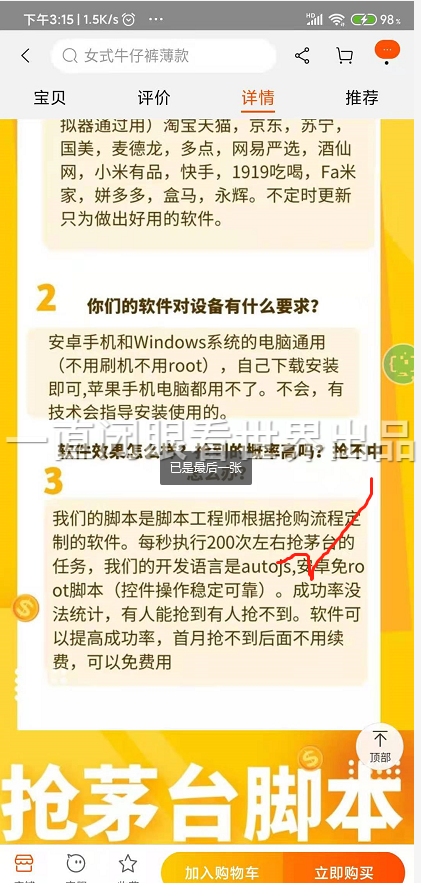 下午3:15 | 1.5K/s ···
HD 98%
女式牛仔裤薄款
宝贝 评价 详情 推荐
拟器通过用）淘宝天猫，京东，苏宁，
国美，麦德龙，多点，网易严选，酒仙
网，小米有品，快手，1919吃喝，Fa米
家，姘多多，盒马，永辉。不定时更新
只为做出好用的软件。
2 你们的软件对设备有什么要求？
安卓手机和Windows系统的电脑通用
（不用刷机不用root），自己下载安装
即可,苹果手机电脑都用不了。不会，有
技术会指导安装使用的。
一直闭眼看世界出品
软件效果怎么样？抢到的概率高吗？抢不中
已是最后一张
怎么办？
3
我们的脚本是脚本工程师根据抢购流程定
制的软件。每秒执行200次左右抢茅台的
任务，我们的开发语言是autojs,安卓免ro
ot脚本（控件操作稳定可靠）。成功率没
法统计，有人能抢到有人抢不到。软件可
以提高成功率，首月抢不到后面不用续
费，可以免费用
顶部
抢茅台脚本
加入购物车 立即购买